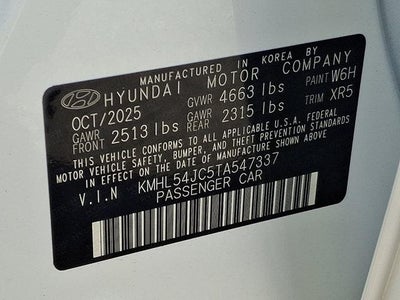 MANUFACTURED IN KOREA BY
HYUNDAI MOTOR COMPANY
OCT/2025 GVWR 4663 lbs PAINT W6H
GAWR FRONT 2513 lbs GAWR REAR 2315 lbs TRIM XR5
THIS VEHICLE CONFORMS TO ALL APPLICABLE U.S.A. FEDERAL
MOTOR VEHICLE SAFETY, BUMPER, AND THEFT PREVENTION STANDARDS
IN EFFECT ON THE DATE OF MANUFACTURE SHOWN ABOVE.
V.I.N KMHL54JC5TA547337
PASSENGER CAR